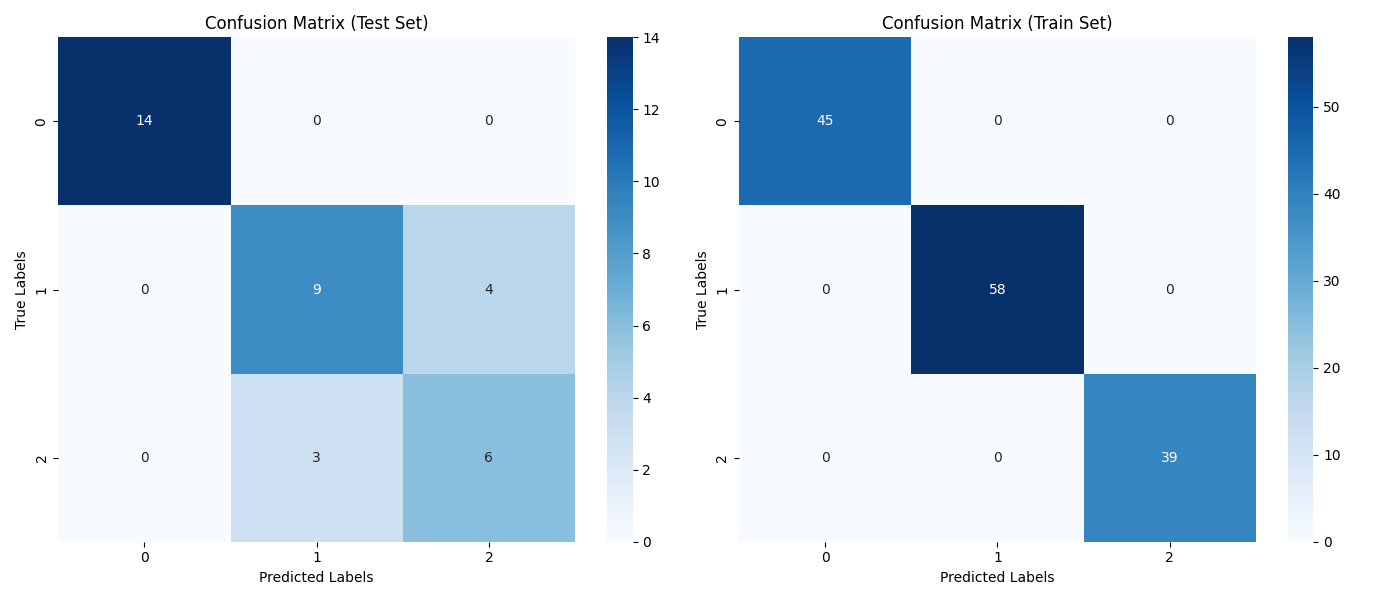 Confusion Matrix (Test Set)
14 0 0
0 9 4
0 3 6
0
1
2
True Labels
0 1 2
Predicted Labels
14
12
10
8
6
4
2
0
Confusion Matrix (Train Set)
45 0 0
0 58 0
0 0 39
0
1
2
True Labels
0 1 2
Predicted Labels
50
40
30
20
10
0